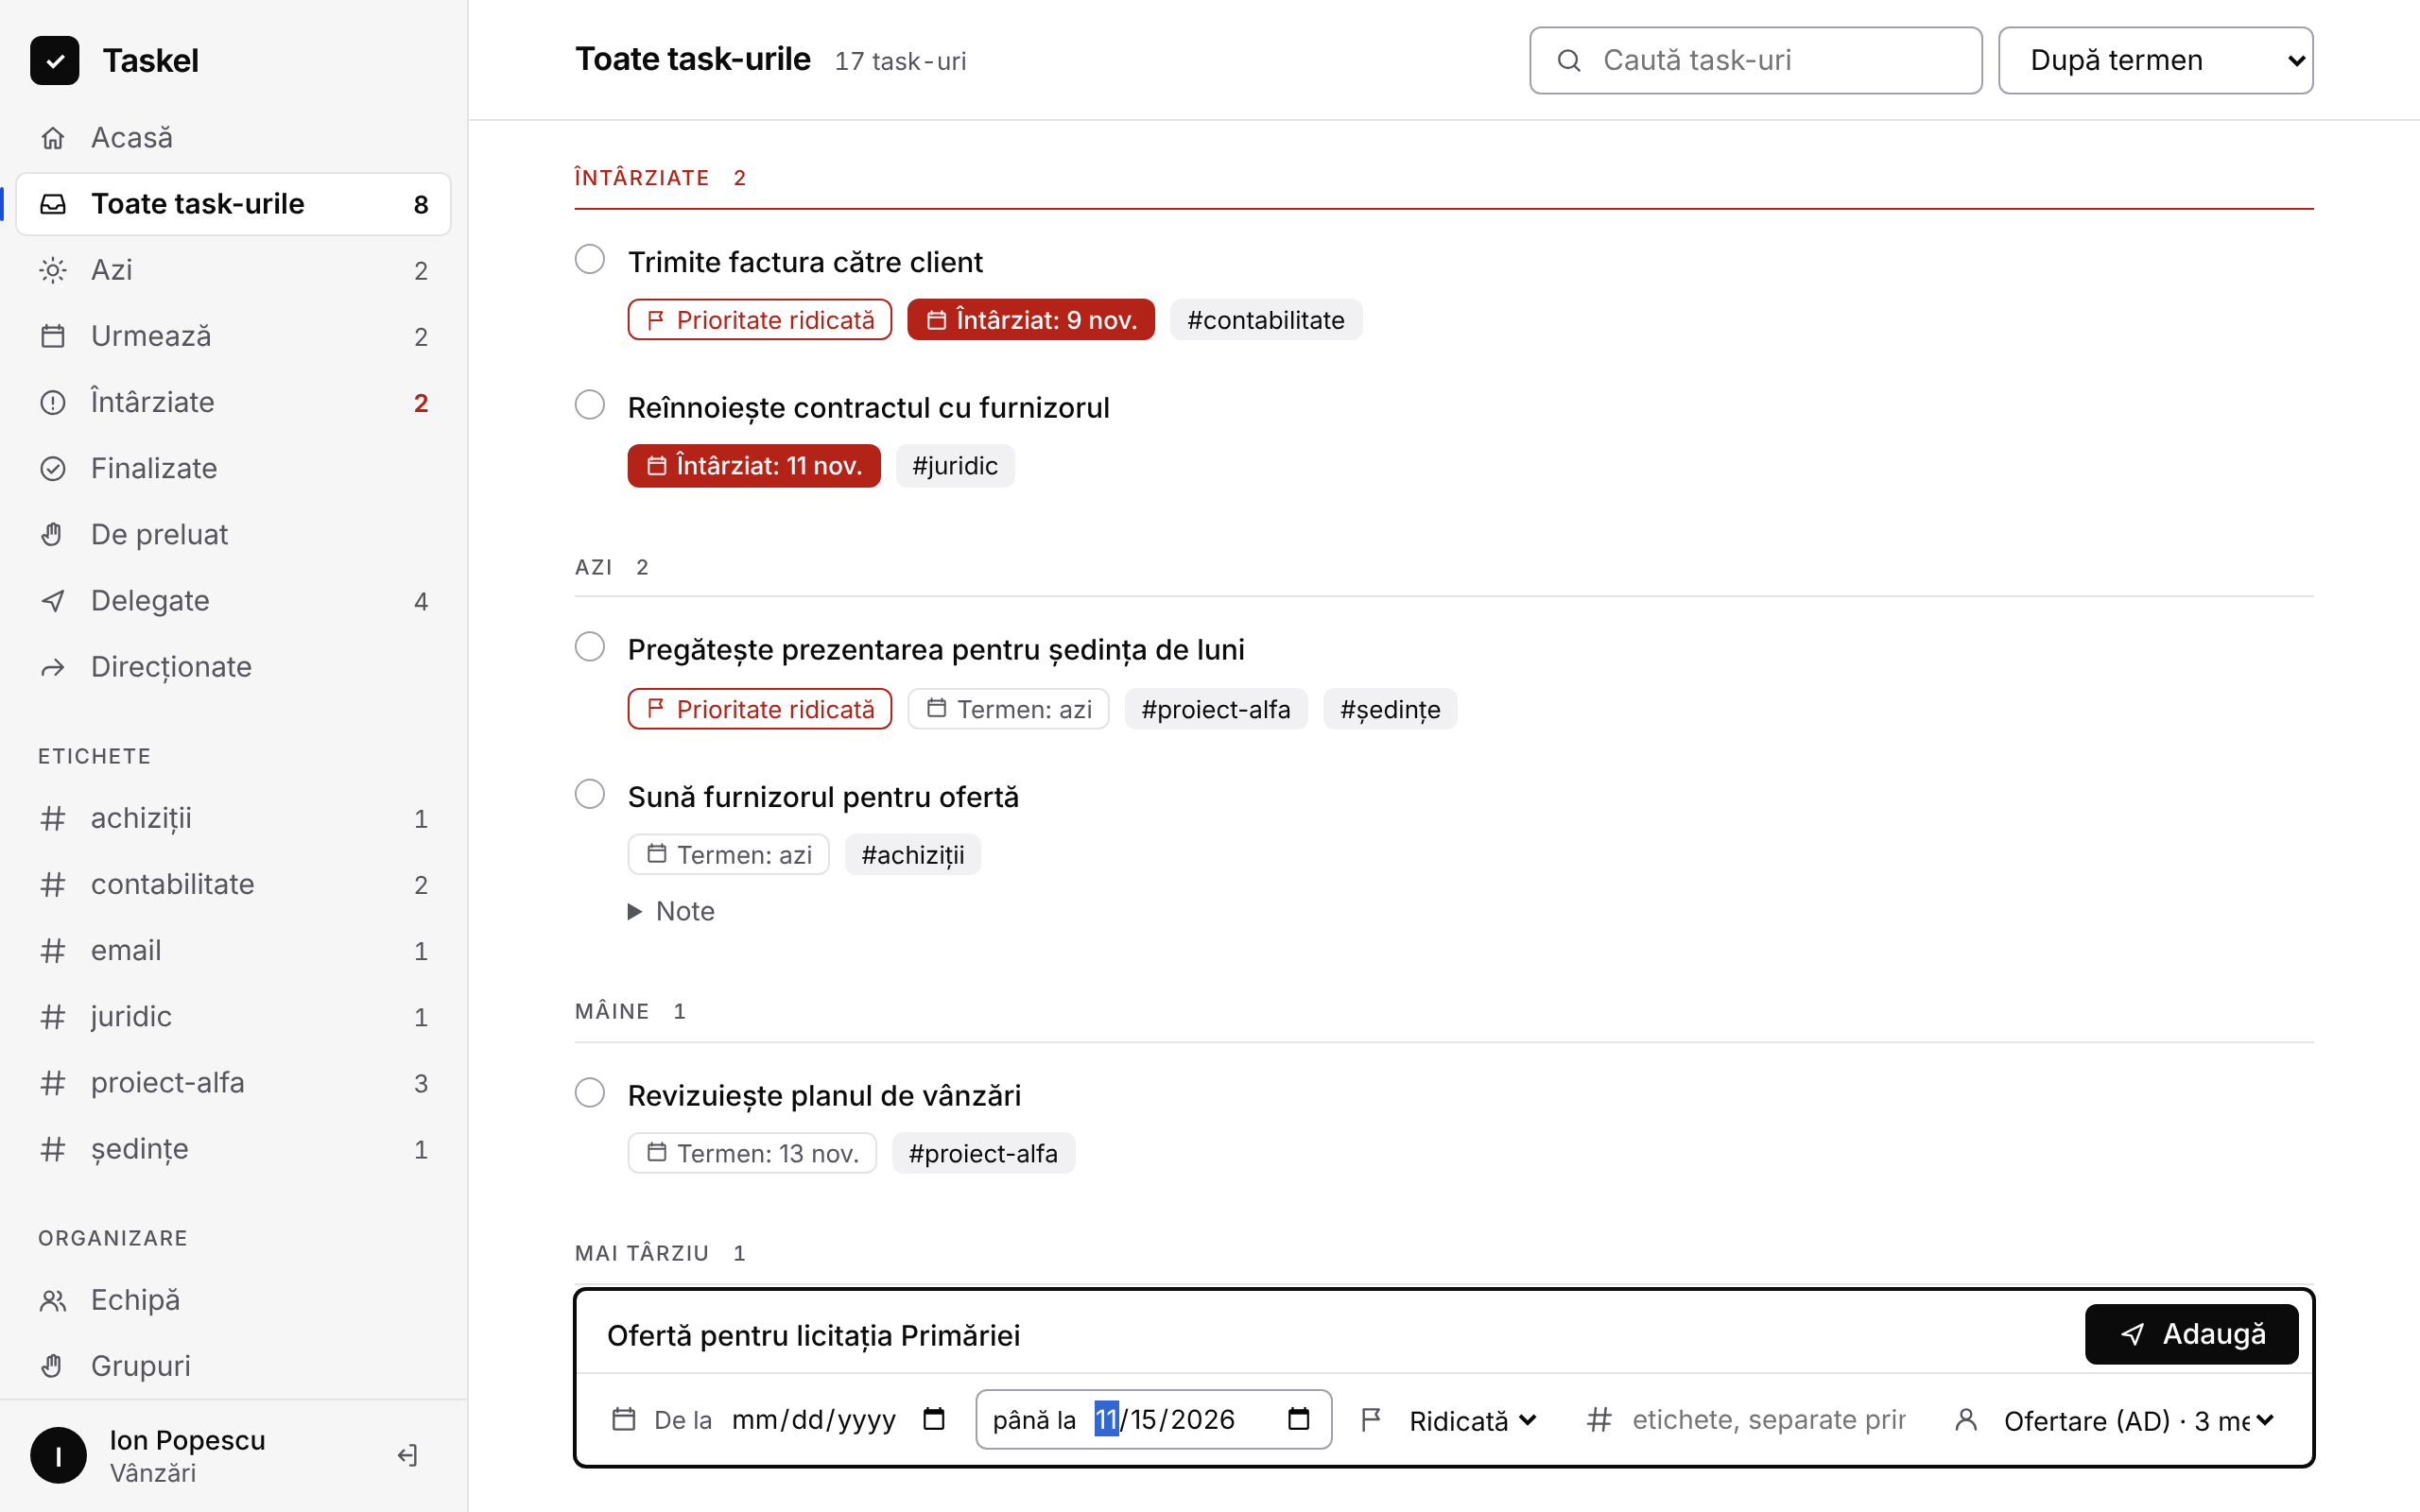 Taskel
Acasă
Toate task-urile 8
Azi 2
Urmează 2
Întârziate 2
Finalizate
De preluat
Delegate 4
Direcționate
ETICHETE
# achiziții 1
# contabilitate 2
# email 1
# juridic 1
# proiect-alfa 3
# ședințe 1
ORGANIZARE
Echipă
Grupuri
I
Ion Popescu
Vânzări
Toate task-urile 17 task-uri
Caută task-uri
După termen
ÎNTÂRZIATE 2
Trimite factura către client
Prioritate ridicată Întârziat: 9 nov. #contabilitate
Reînnoiește contractul cu furnizorul
Întârziat: 11 nov. #juridic
AZI 2
Pregătește prezentarea pentru ședința de luni
Prioritate ridicată Termen: azi #proiect-alfa #ședințe
Sună furnizorul pentru ofertă
Termen: azi #achiziții
Note
MÂINE 1
Revizuiește planul de vânzări
Termen: 13 nov. #proiect-alfa
MAI TÂRZIU 1
Ofertă pentru licitația Primăriei
Adaugă
De la mm/dd/yyyy până la 11/15/2026 Ridicată # etichete, separate prin Ofertare (AD) · 3 me